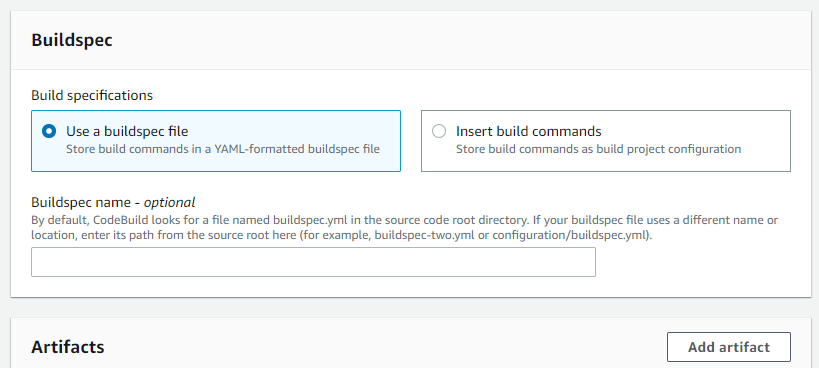 Buildspec
Build specifications
Use a buildspec file
Store build commands in a YAML-formatted buildspec file
Insert build commands
Store build commands as build project configuration
Buildspec name - optional
By default, CodeBuild looks for a file named buildspec.yml in the source code root directory. If your buildspec file uses a different name or
location, enter its path from the source root here (for example, buildspec-two.yml or configuration/buildspec.yml).
Artifacts
Add artifact